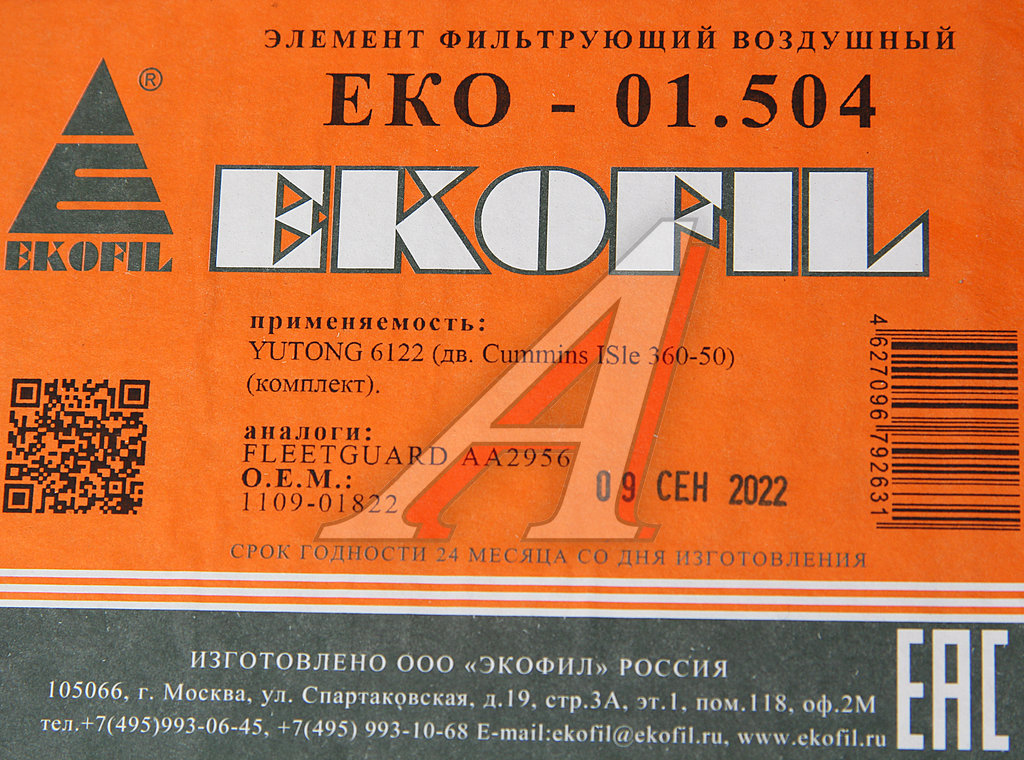 ЭЛЕМЕНТ ФИЛЬТРУЮЩИЙ ВОЗДУШНЫЙ
ЕКО - 01.504
®
EKOFIL
EKOFIL
применяемость:
YUTONG 6122 (дв. Cummins ISle 360-50)
(комплект).
аналоги:
FLEETGUARD AA2956
О.Е.М.:
1109-01822
09 СЕН 2022
4 627096 792631
СРОК ГОДНОСТИ 24 МЕСЯЦА СО ДНЯ ИЗГОТОВЛЕНИЯ
ИЗГОТОВЛЕНО ООО «ЭКОФИЛ» РОССИЯ
105066, г. Москва, ул. Спартаковская, д.19, стр.3А, эт.1, пом.118, оф.2М
тел.+7(495)993-06-45, +7(495) 993-10-68 E-mail:ekofil@ekofil.ru, www.ekofil.ru
EAC